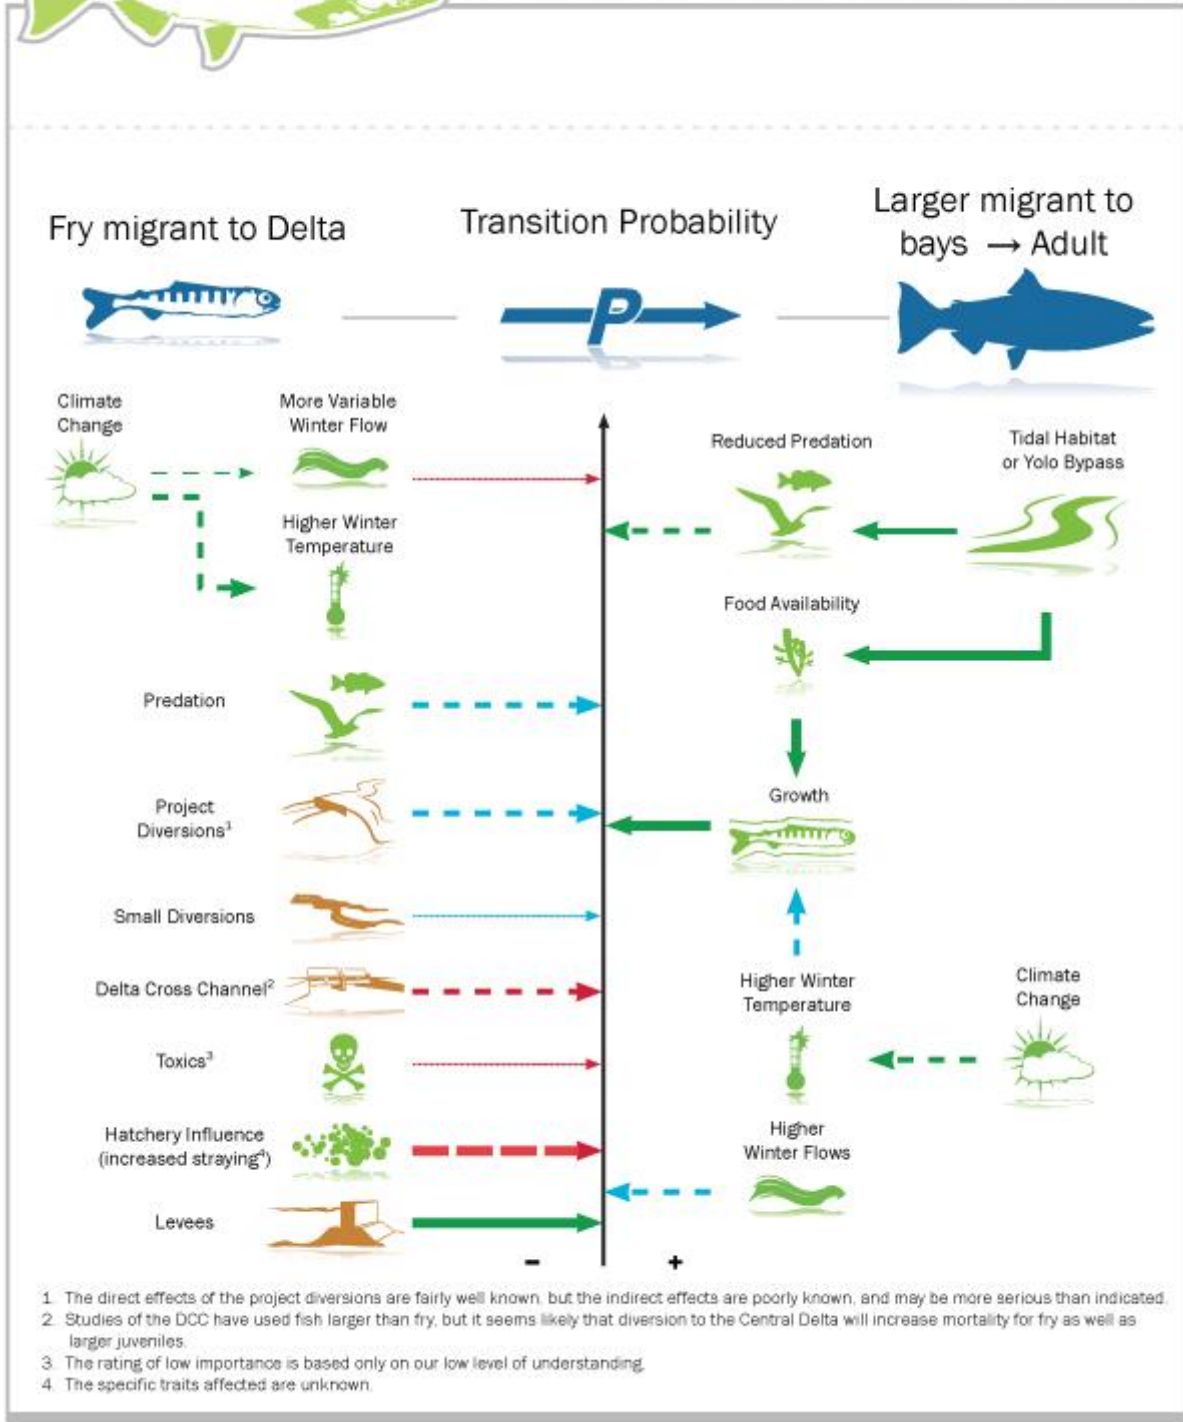 Fry migrant to Delta
Transition Probability
Larger migrant to
bays → Adult
P
Climate
Change
More Variable
Winter Flow
Higher Winter
Temperature
Predation
Project
Diversions¹
Small Diversions
Delta Cross Channel²
Toxics³
Hatchery Influence
(increased straying⁴)
Levees
Reduced Predation
Tidal Habitat
or Yolo Bypass
Food Availability
Growth
Higher Winter
Temperature
Climate
Change
Higher
Winter Flows
– +
1. The direct effects of the project diversions are fairly well known, but the indirect effects are poorly known, and may be more serious than indicated.
2. Studies of the DCC have used fish larger than fry, but it seems likely that diversion to the Central Delta will increase mortality for fry as well as
larger juveniles.
3. The rating of low importance is based only on our low level of understanding.
4. The specific traits affected are unknown.